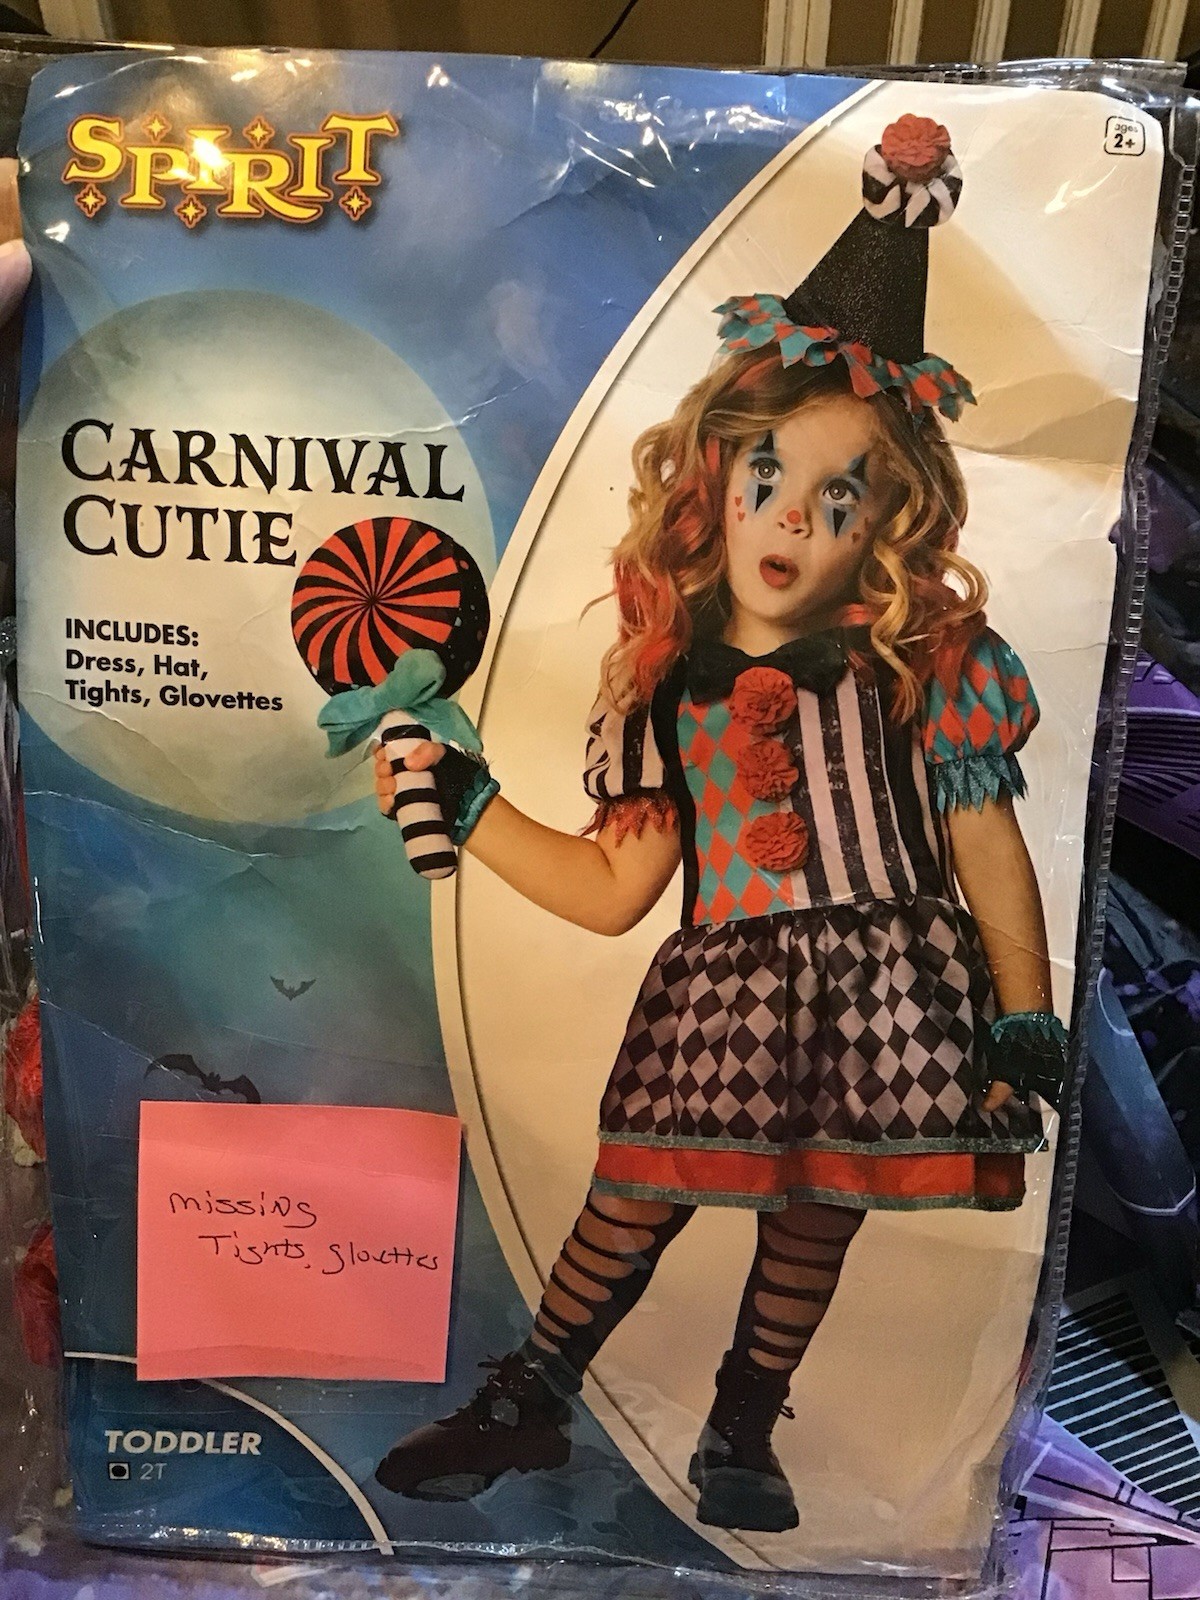 SPIRIT
ages
2+
CARNIVAL
CUTIE
INCLUDES:
Dress, Hat,
Tights, Glovettes
missing
Tights, glovettes
TODDLER
2T